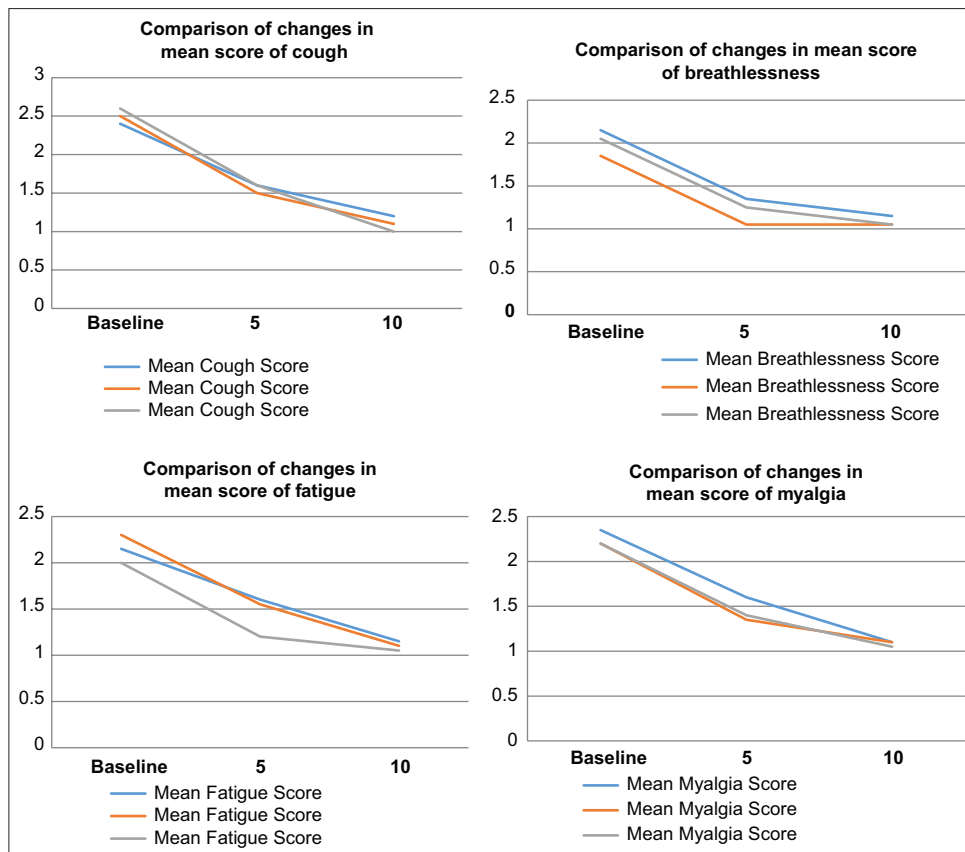 Comparison of changes in
mean score of cough
3
2.5
2
1.5
1
0.5
0
Baseline 5 10
Mean Cough Score
Mean Cough Score
Mean Cough Score
Comparison of changes in mean score
of breathlessness
2.5
2
1.5
1
0.5
0
Baseline 5 10
Mean Breathlessness Score
Mean Breathlessness Score
Mean Breathlessness Score
Comparison of changes in
mean score of fatigue
2.5
2
1.5
1
0.5
0
Baseline 5 10
Mean Fatigue Score
Mean Fatigue Score
Mean Fatigue Score
Comparison of changes in
mean score of myalgia
2.5
2
1.5
1
0.5
0
Baseline 5 10
Mean Myalgia Score
Mean Myalgia Score
Mean Myalgia Score